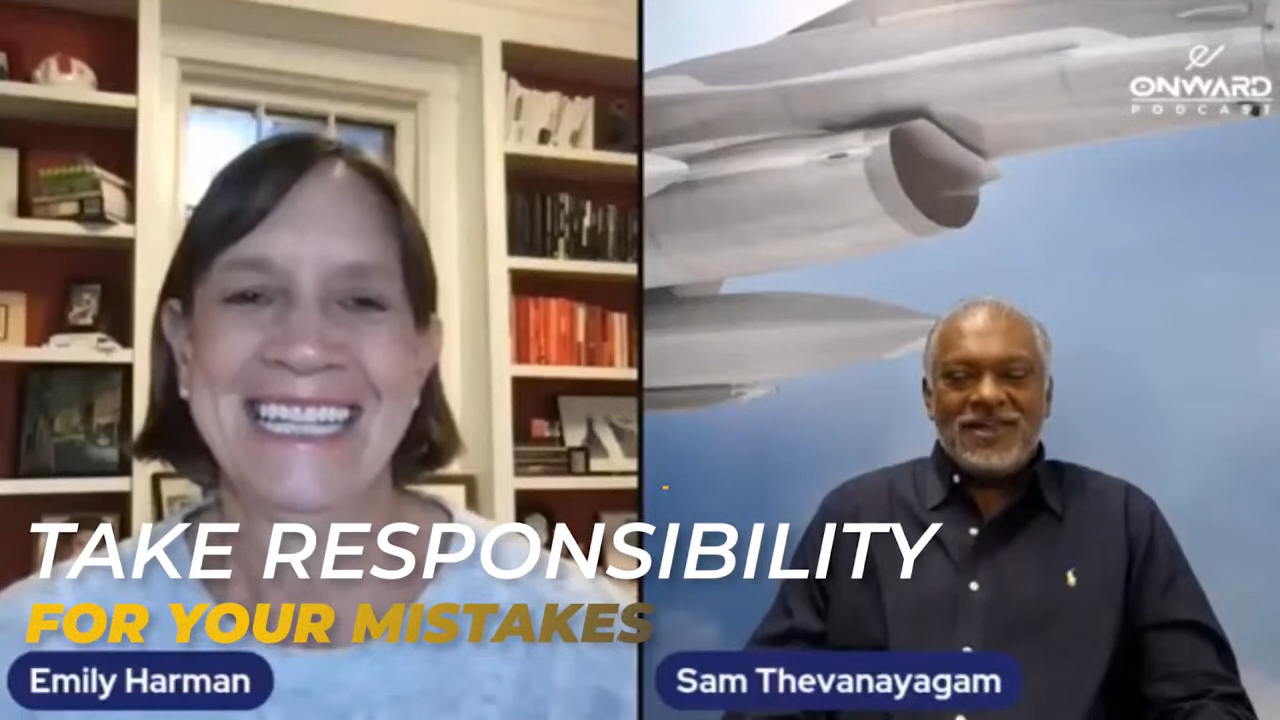 ONWARD
PODCAST
TAKE RESPONSIBILITY
FOR YOUR MISTAKES
Emily Harman
Sam Thevanayagam